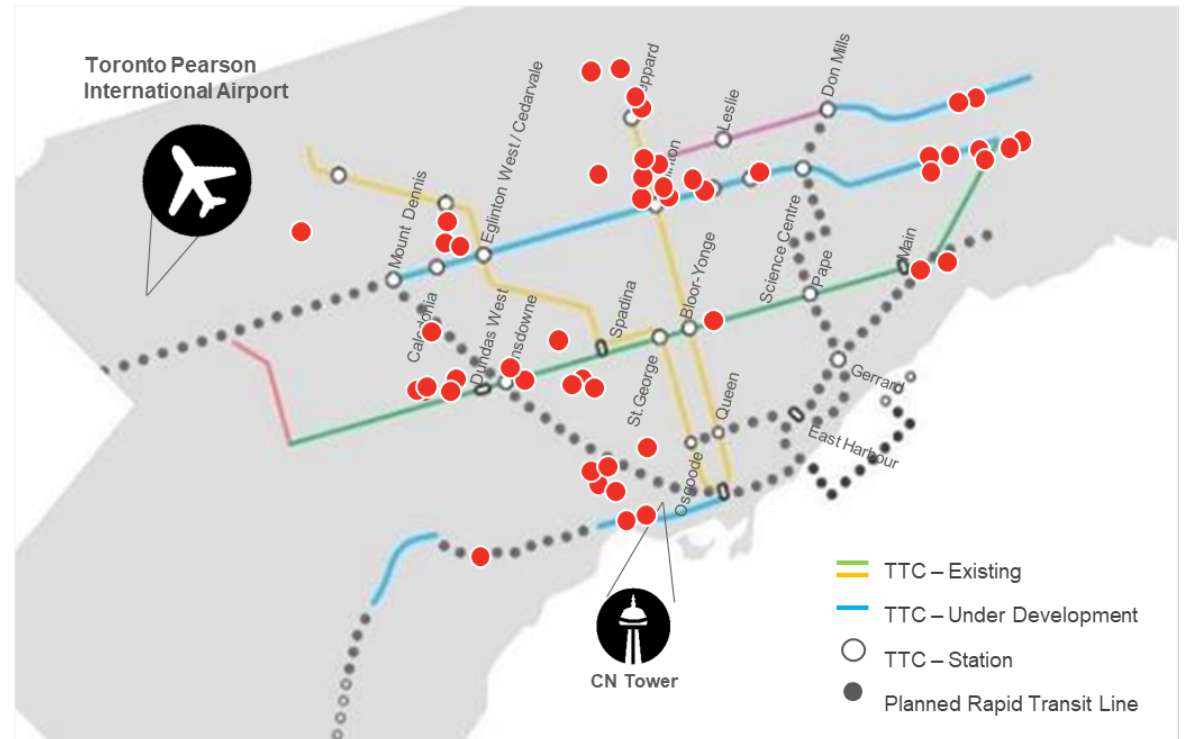 Toronto Pearson
International Airport
Eglinton West / Cedarvale
Leslie
Don Mills
Mount Dennis
Caledonia
Dundas West
Spadina
St.George
Bloor-Yonge
Science Centre
Pape
Main
Queen
Osgoode
Gerrard
East Harbour
CN Tower
TTC – Existing
TTC – Under Development
TTC – Station
Planned Rapid Transit Line